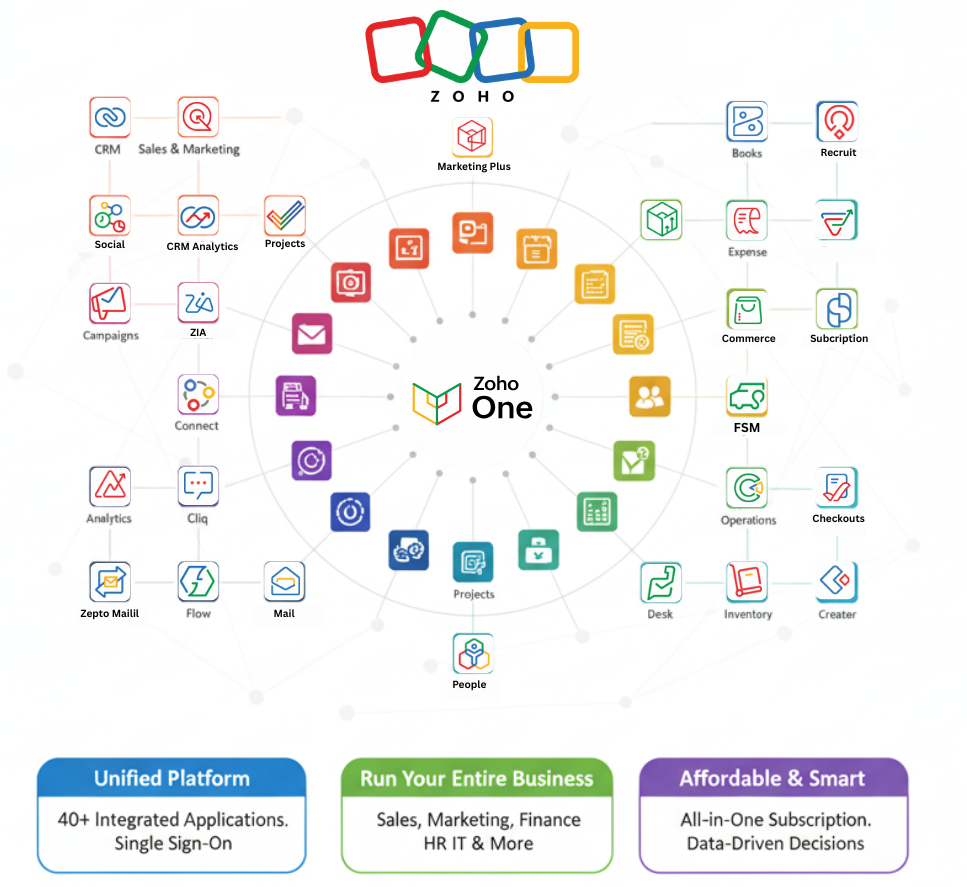 ZOHO
Marketing Plus
CRM
Sales & Marketing
Books
Recruit
Social
CRM Analytics
Projects
Expense
Campaigns
ZIA
Commerce
Subcription
Zoho
One
Connect
FSM
Analytics
Cliq
Operations
Checkouts
Zepto Mailil
Flow
Mail
Projects
Desk
Inventory
Creater
People
Unified Platform
40+ Integrated Applications.
Single Sign-On
Run Your Entire Business
Sales, Marketing, Finance
HR IT & More
Affordable & Smart
All-in-One Subscription.
Data-Driven Decisions